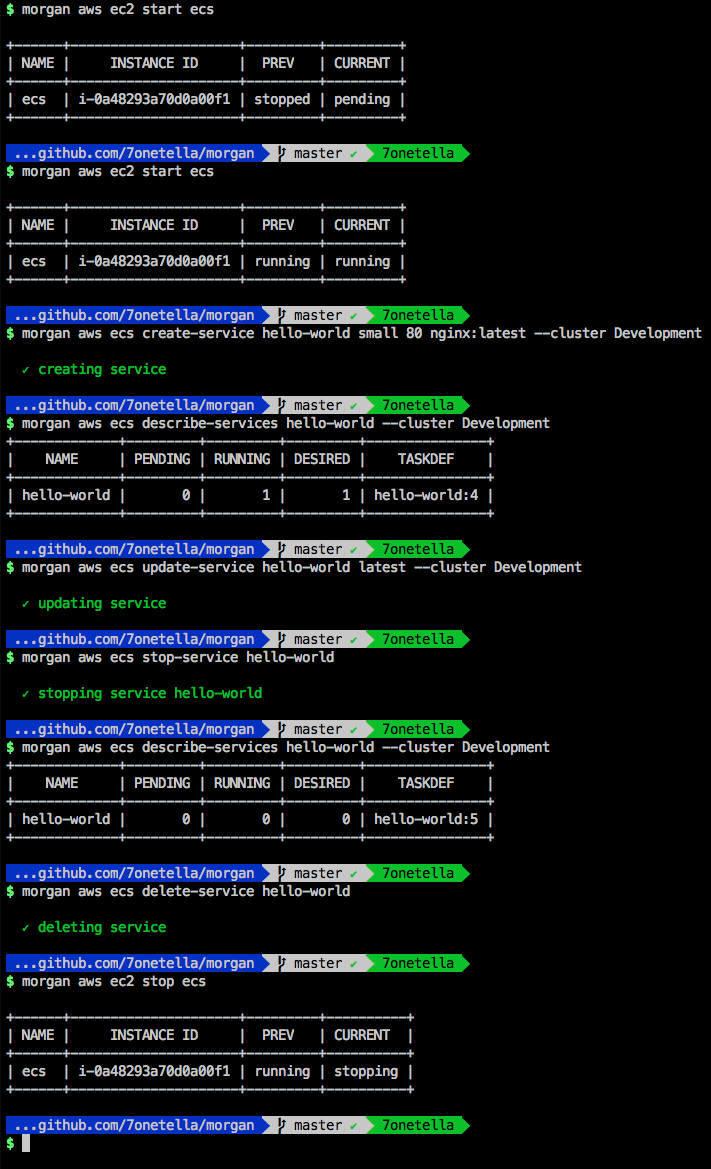 $ morgan aws ec2 start ecs
+------+---------------------+---------+---------+
| NAME |     INSTANCE ID     |  PREV   | CURRENT |
+------+---------------------+---------+---------+
| ecs  | i-0a48293a70d0a00f1 | stopped | pending |
+------+---------------------+---------+---------+
...github.com/7onetella/morgan master ✔ 7onetella
$ morgan aws ec2 start ecs
+------+---------------------+---------+---------+
| NAME |     INSTANCE ID     |  PREV   | CURRENT |
+------+---------------------+---------+---------+
| ecs  | i-0a48293a70d0a00f1 | running | running |
+------+---------------------+---------+---------+
...github.com/7onetella/morgan master ✔ 7onetella
$ morgan aws ecs create-service hello-world small 80 nginx:latest --cluster Development
✓ creating service
...github.com/7onetella/morgan master ✔ 7onetella
$ morgan aws ecs describe-services hello-world --cluster Development
+-------------+---------+---------+---------+---------------+
|    NAME     | PENDING | RUNNING | DESIRED |    TASKDEF    |
+-------------+---------+---------+---------+---------------+
| hello-world |       0 |       1 |       1 | hello-world:4 |
+-------------+---------+---------+---------+---------------+
...github.com/7onetella/morgan master ✔ 7onetella
$ morgan aws ecs update-service hello-world latest --cluster Development
✓ updating service
...github.com/7onetella/morgan master ✔ 7onetella
$ morgan aws ecs stop-service hello-world
✓ stopping service hello-world
...github.com/7onetella/morgan master ✔ 7onetella
$ morgan aws ecs describe-services hello-world --cluster Development
+-------------+---------+---------+---------+---------------+
|    NAME     | PENDING | RUNNING | DESIRED |    TASKDEF    |
+-------------+---------+---------+---------+---------------+
| hello-world |       0 |       0 |       0 | hello-world:5 |
+-------------+---------+---------+---------+---------------+
...github.com/7onetella/morgan master ✔ 7onetella
$ morgan aws ecs delete-service hello-world
✓ deleting service
...github.com/7onetella/morgan master ✔ 7onetella
$ morgan aws ec2 stop ecs
+------+---------------------+---------+----------+
| NAME |     INSTANCE ID     |  PREV   | CURRENT  |
+------+---------------------+---------+----------+
| ecs  | i-0a48293a70d0a00f1 | running | stopping |
+------+---------------------+---------+----------+
...github.com/7onetella/morgan master ✔ 7onetella
$